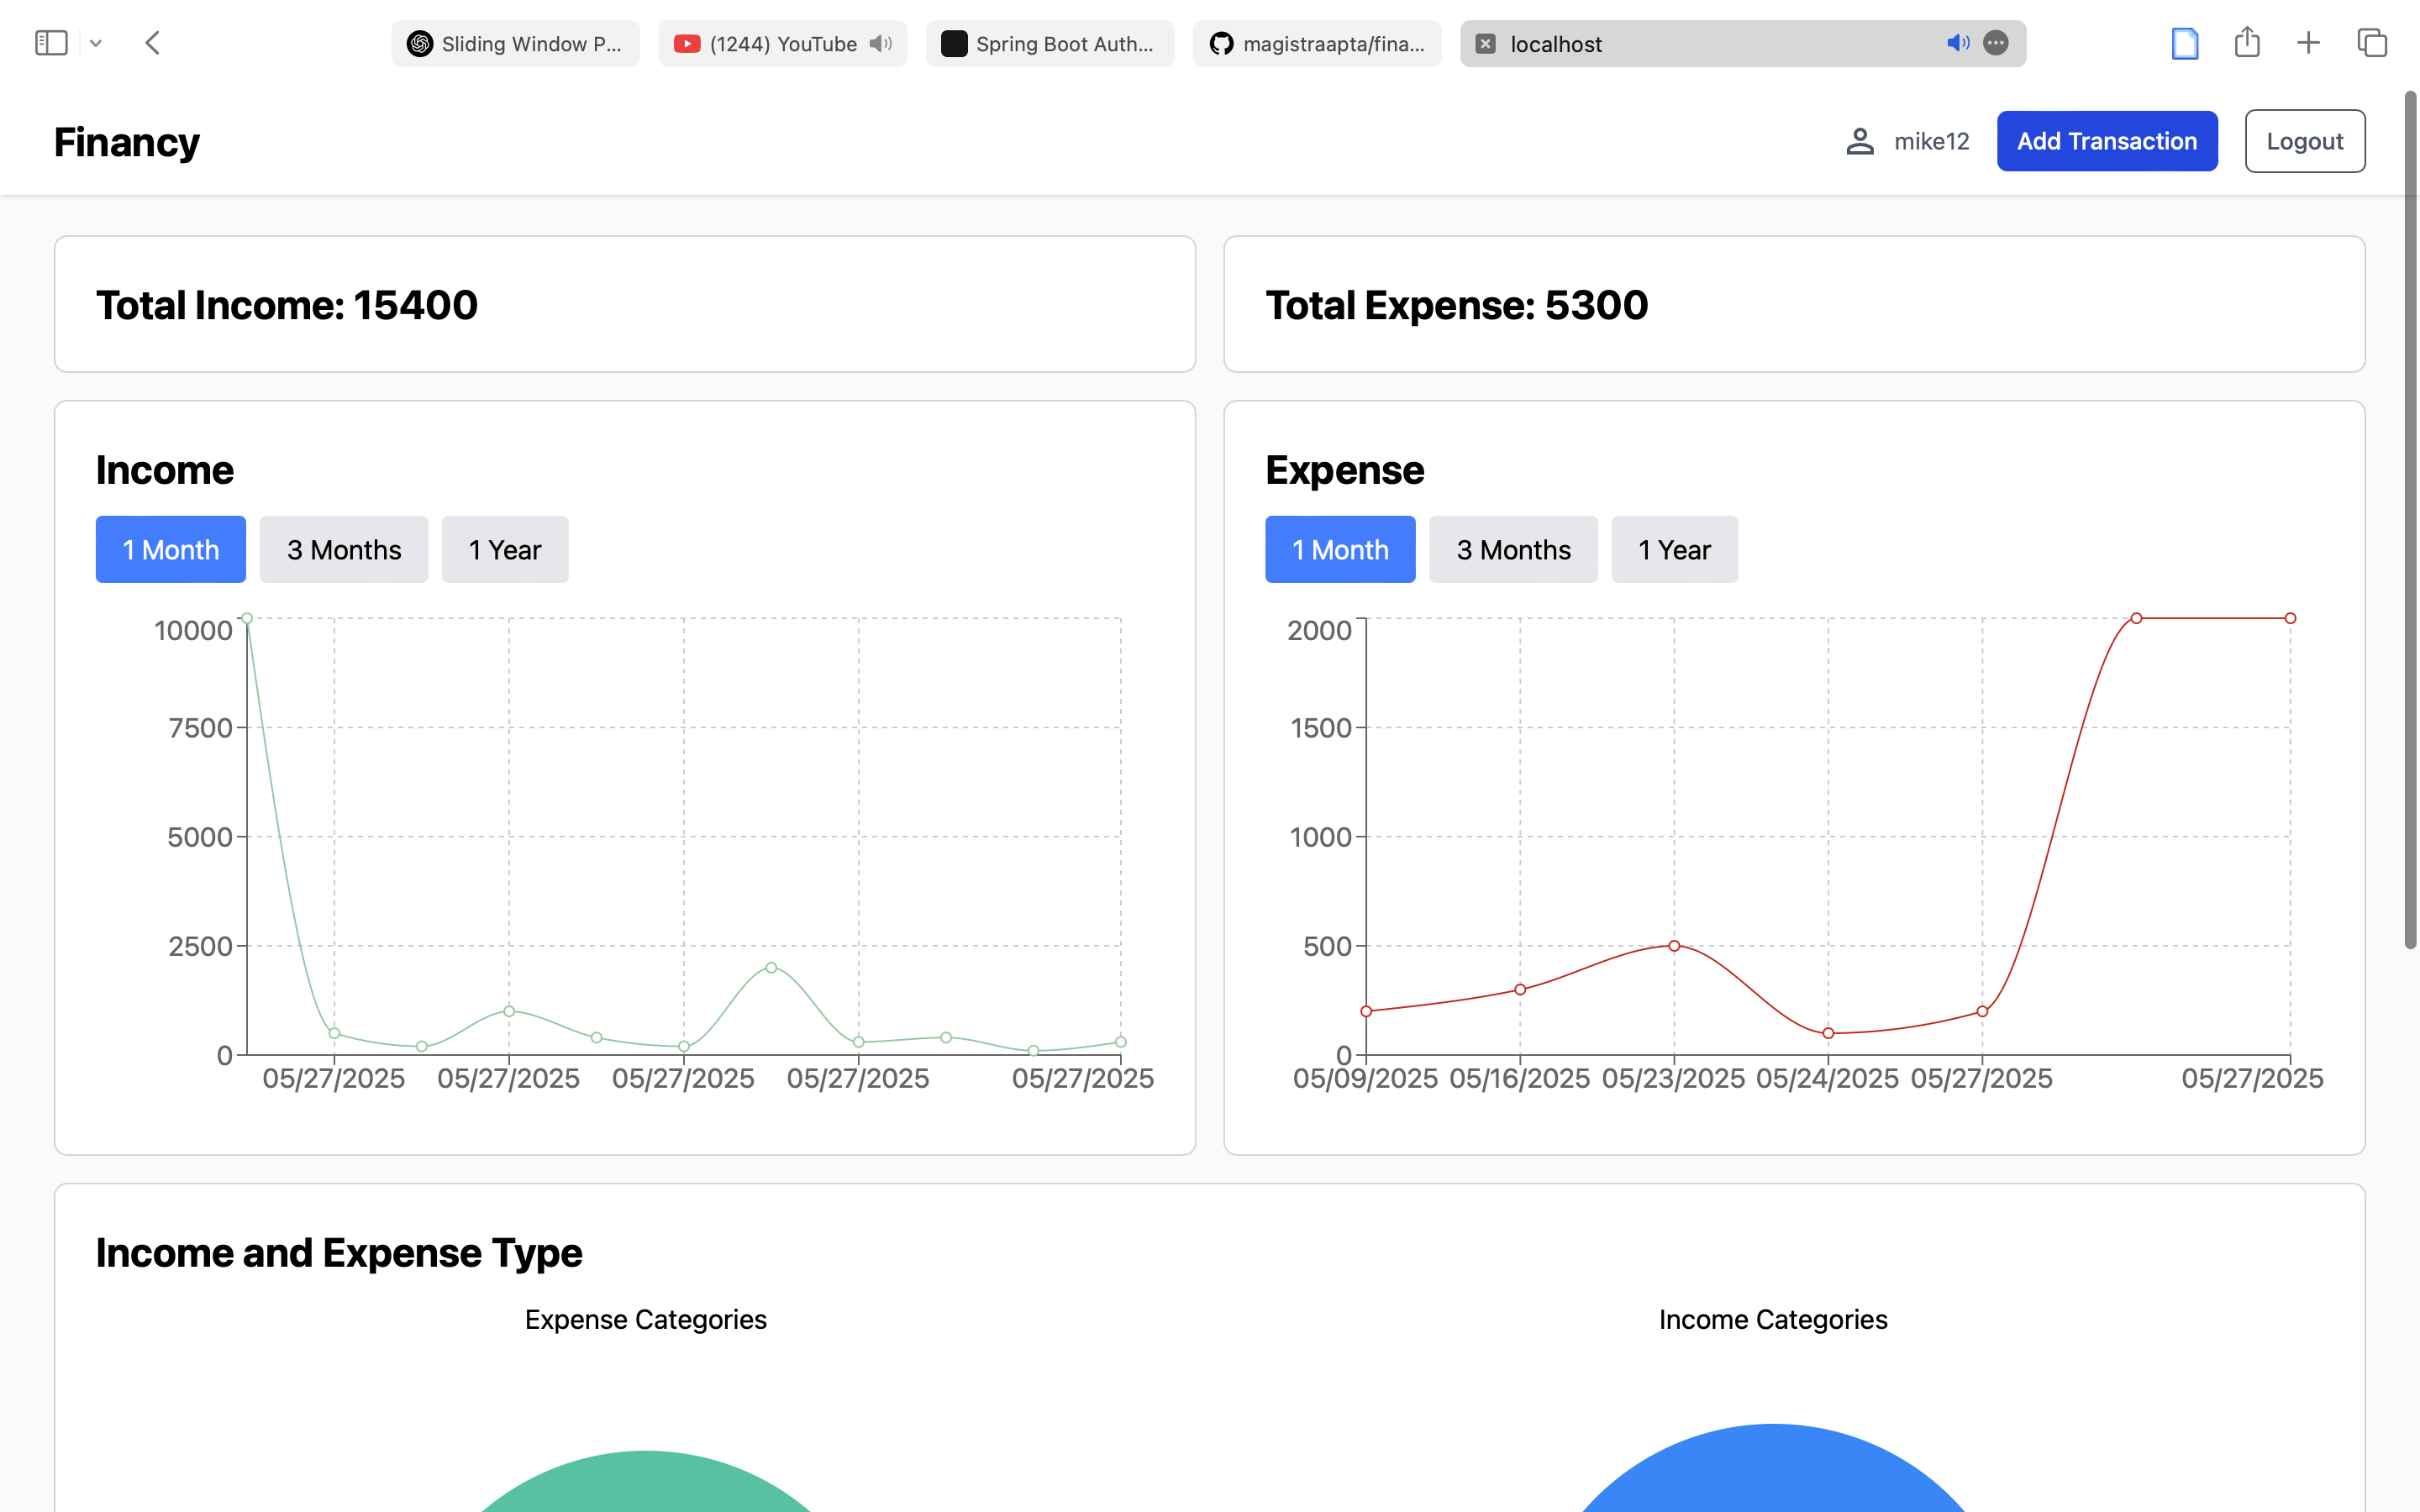 Sliding Window P... (1244) YouTube Spring Boot Auth... magistraapta/fina... localhost
Financy mike12 Add Transaction Logout
Total Income: 15400
Total Expense: 5300
Income
1 Month 3 Months 1 Year
10000
7500
5000
2500
0
05/27/2025 05/27/2025 05/27/2025 05/27/2025 05/27/2025
Expense
1 Month 3 Months 1 Year
2000
1500
1000
500
0
05/09/2025 05/16/2025 05/23/2025 05/24/2025 05/27/2025 05/27/2025
Income and Expense Type
Expense Categories
Income Categories